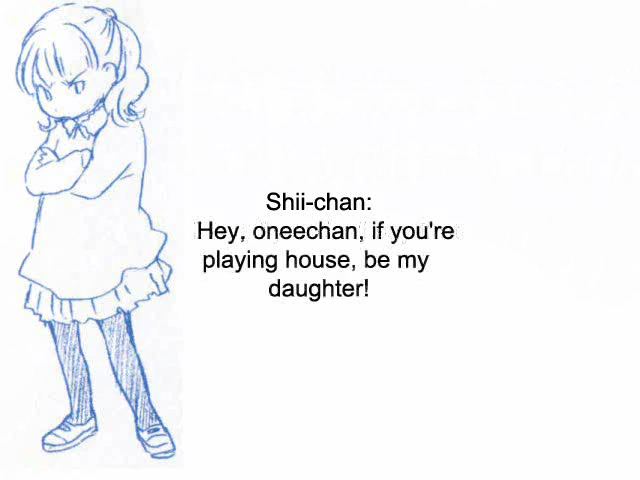 Shii-chan:
Hey, oneechan, if you're
playing house, be my
daughter!